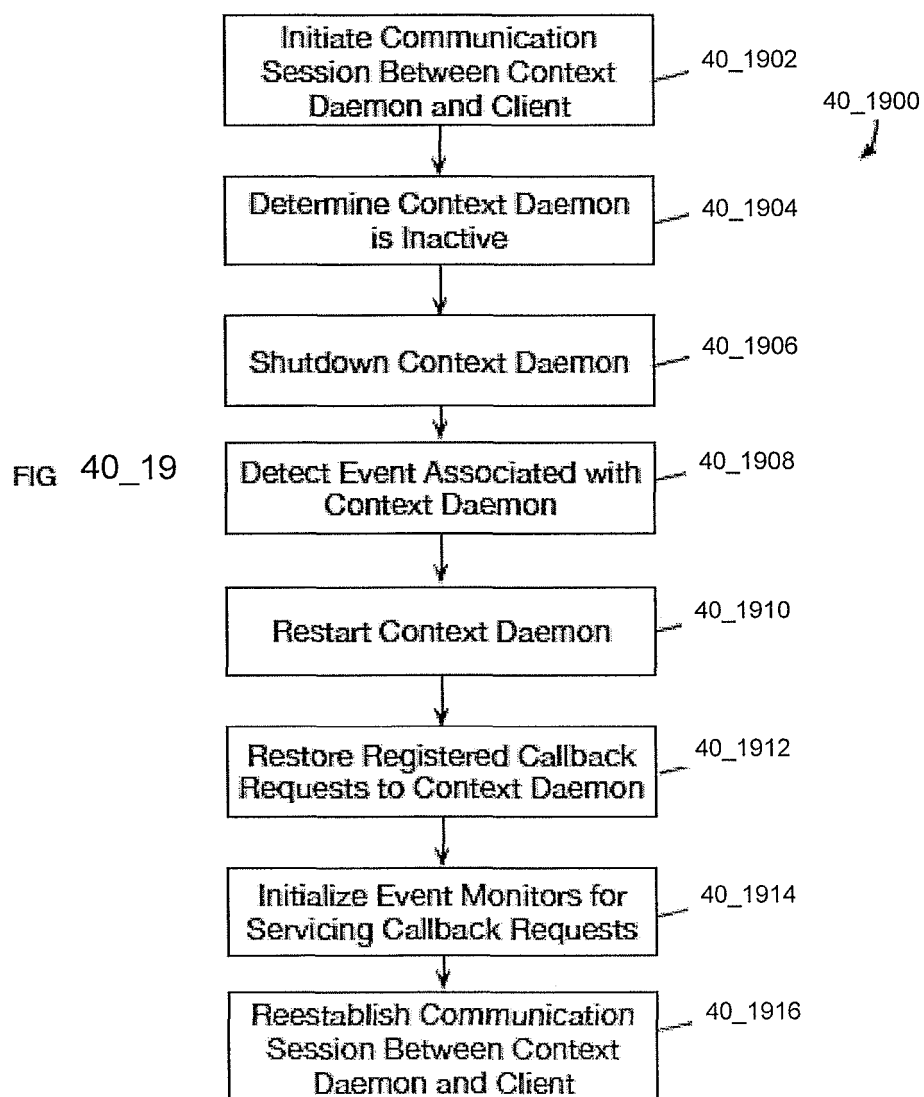 Initiate Communication
Session Between Context
Daemon and Client
40_1902
40_1900
Determine Context Daemon
is Inactive
40_1904
Shutdown Context Daemon
40_1906
FIG 40_19
Detect Event Associated with
Context Daemon
40_1908
Restart Context Daemon
40_1910
Restore Registered Callback
Requests to Context Daemon
40_1912
Initialize Event Monitors for
Servicing Callback Requests
40_1914
Reestablish Communication
Session Between Context
Daemon and Client
40_1916